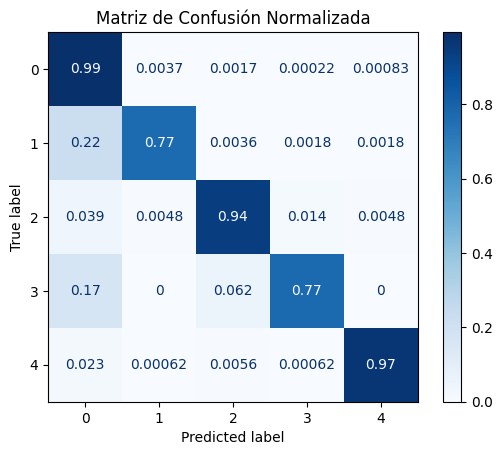 Matriz de Confusión Normalizada
0 0.99 0.0037 0.0017 0.00022 0.00083
1 0.22 0.77 0.0036 0.0018 0.0018
2 0.039 0.0048 0.94 0.014 0.0048
3 0.17 0 0.062 0.77 0
4 0.023 0.00062 0.0056 0.00062 0.97
0 1 2 3 4
True label
Predicted label
0.8
0.6
0.4
0.2
0.0